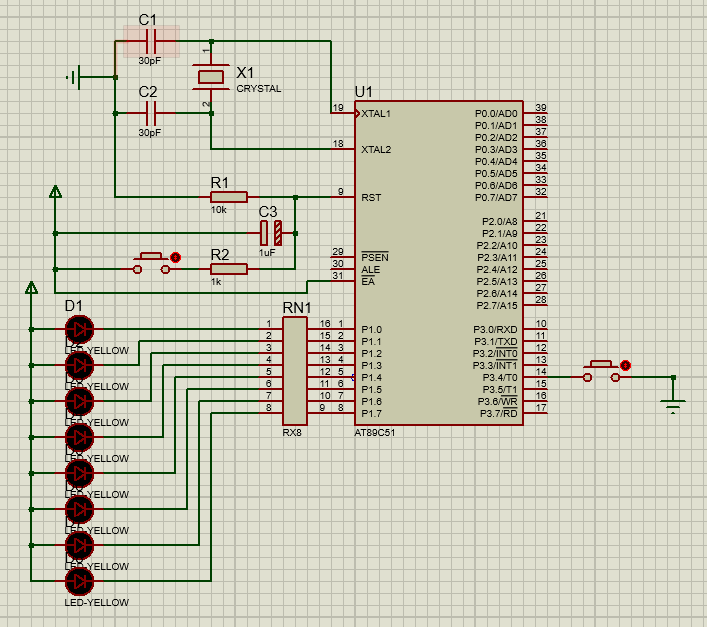 C1
30pF
1
X1
CRYSTAL
2
C2
30pF
U1
19 XTAL1
18 XTAL2
9 RST
29 PSEN
30 ALE
31 EA
P0.0/AD0 39
P0.1/AD1 38
P0.2/AD2 37
P0.3/AD3 36
P0.4/AD4 35
P0.5/AD5 34
P0.6/AD6 33
P0.7/AD7 32
P2.0/A8 21
P2.1/A9 22
P2.2/A10 23
P2.3/A11 24
P2.4/A12 25
P2.5/A13 26
P2.6/A14 27
P2.7/A15 28
R1
10k
C3
1uF
R2
1k
D1
LED-YELLOW
LED-YELLOW
LED-YELLOW
LED-YELLOW
LED-YELLOW
LED-YELLOW
LED-YELLOW
LED-YELLOW
RN1
1 16 1 P1.0
2 15 2 P1.1
3 14 3 P1.2
4 13 4 P1.3
5 12 5 P1.4
6 11 6 P1.5
7 10 7 P1.6
8 9 8 P1.7
RX8
AT89C51
P3.0/RXD 10
P3.1/TXD 11
P3.2/INT0 12
P3.3/INT1 13
P3.4/T0 14
P3.5/T1 15
P3.6/WR 16
P3.7/RD 17